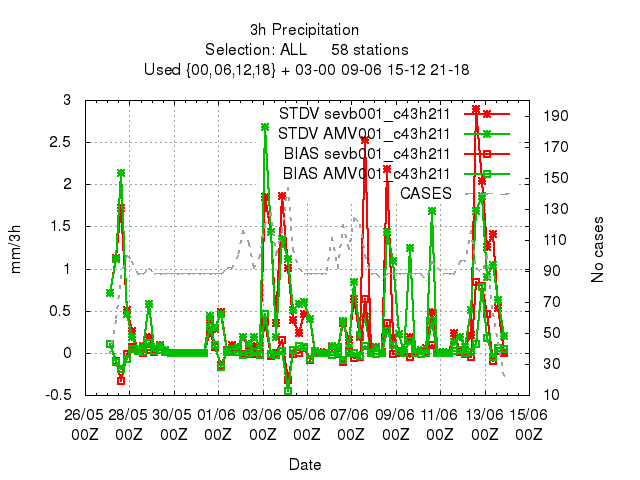 3h Precipitation
Selection: ALL 58 stations
Used {00,06,12,18} + 03-00 09-06 15-12 21-18
STDV sevb001_c43h211
STDV AMV001_c43h211
BIAS sevb001_c43h211
BIAS AMV001_c43h211
CASES
3
2.5
2
1.5
1
0.5
0
-0.5
mm/3h
190
170
150
130
110
90
70
50
30
10
No cases
26/05 28/05 30/05 01/06 03/06 05/06 07/06 09/06 11/06 13/06 15/06
00Z 00Z 00Z 00Z 00Z 00Z 00Z 00Z 00Z 00Z 00Z
Date